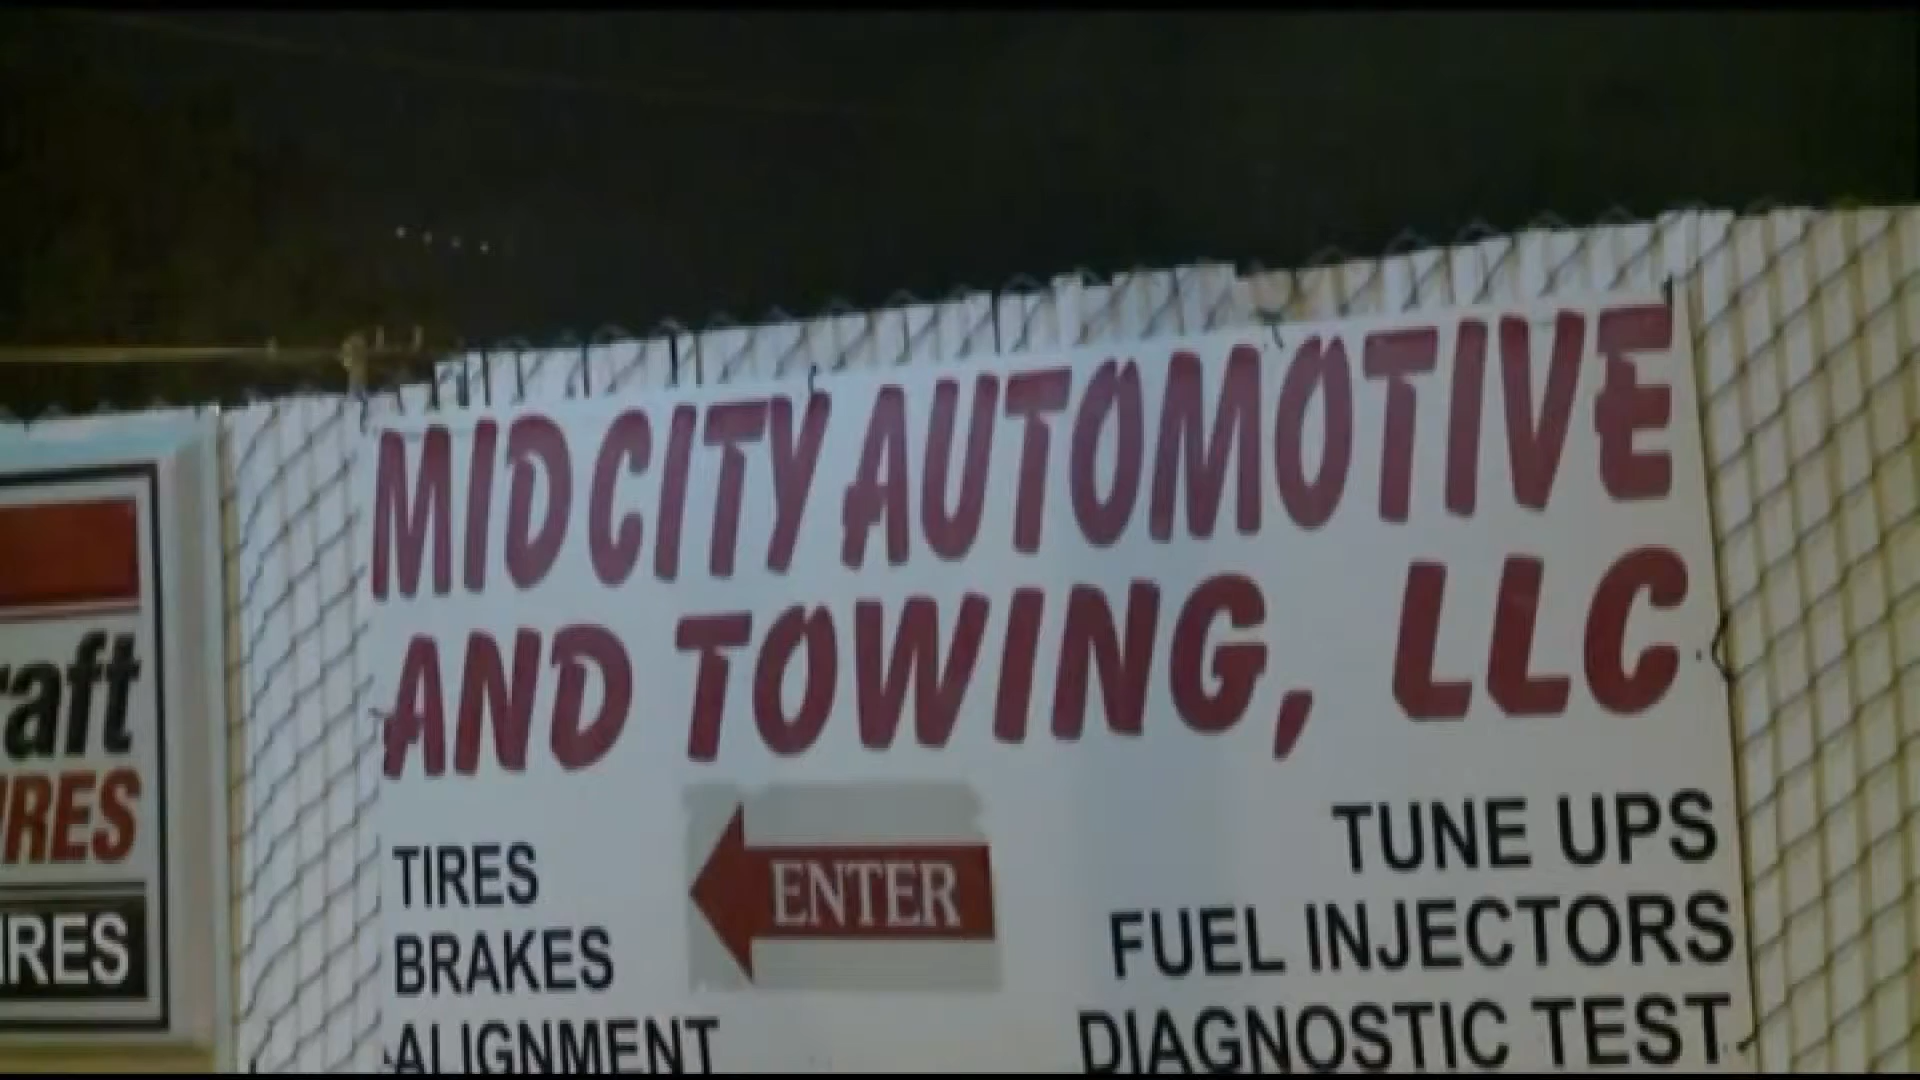 MID CITY AUTOMOTIVE
AND TOWING, LLC
TIRES
BRAKES
ALIGNMENT
ENTER
TUNE UPS
FUEL INJECTORS
DIAGNOSTIC TEST
raft
IRES
IRES